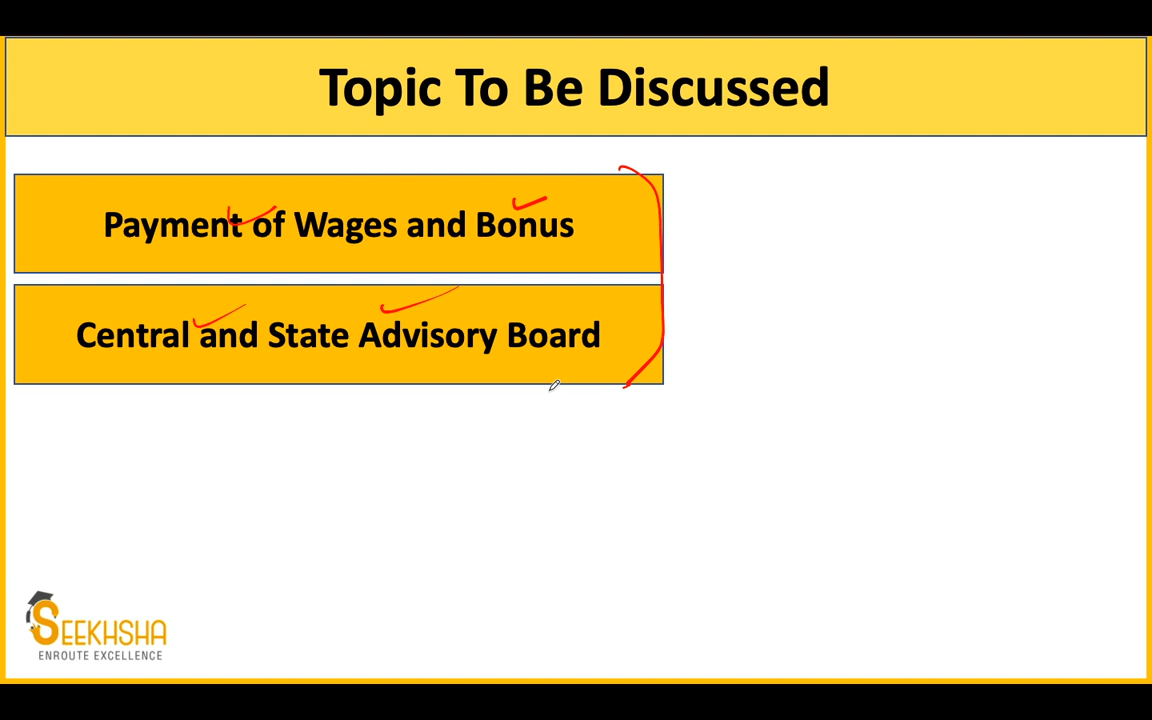 Topic To Be Discussed
Payment of Wages and Bonus
Central and State Advisory Board
SEEKHSHA
ENROUTE EXCELLENCE